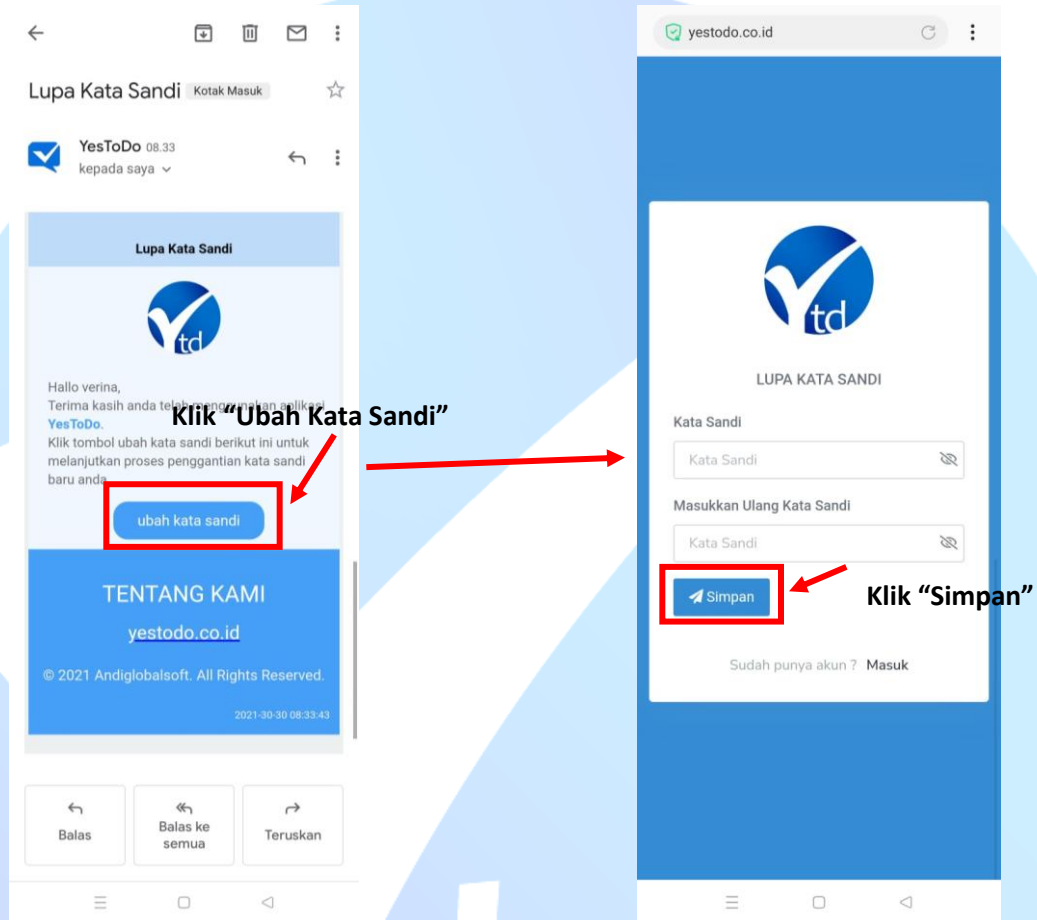 Lupa Kata Sandi Kotak Masuk
YesToDo 08.33
kepada saya
Lupa Kata Sandi
td
Hallo verina,
Terima kasih anda telah menggunakan aplikasi
YesToDo.
Klik tombol ubah kata sandi berikut ini untuk
melanjutkan proses penggantian kata sandi
baru anda
ubah kata sandi
Klik “Ubah Kata Sandi”
TENTANG KAMI
yestodo.co.id
© 2021 Andiglobalsoft. All Rights Reserved.
2021-30-30 08:33:43
Balas
Balas ke
semua
Teruskan
yestodo.co.id
td
LUPA KATA SANDI
Kata Sandi
Kata Sandi
Masukkan Ulang Kata Sandi
Kata Sandi
Simpan
Klik “Simpan”
Sudah punya akun ? Masuk